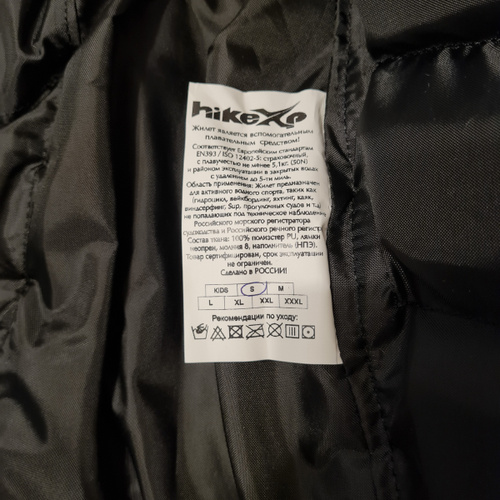 hikeXp
Жилет является вспомогательным
плавательным средством!
Соответствует Европейским стандартам
EN393 / ISO 12402-5: страховочный,
с плавучестью не менее 5,1кг. (50N)
и районом эксплуатации в закрытых водах
с удалением до 5-ти миль.
Область применения: Жилет предназначен
для активного водного спорта, таких как
(гидроцикл, вейкбординг, яхтинг, каяк,
виндсерфинг, Sup, прогулочных судов и т.д)
не попадающих под техническое наблюдение
Российского морского регистратора
судоходства и Российского речного регистр
Состав ткани: 100% полиэстер PU, лямки
неопрен, молния 8, наполнитель (НПЭ).
Товар сертифицирован, срок эксплуатации
не ограничен.
Сделано в РОССИИ!
KIDS S M
L XL XXL XXXL
Рекомендации по уходу: